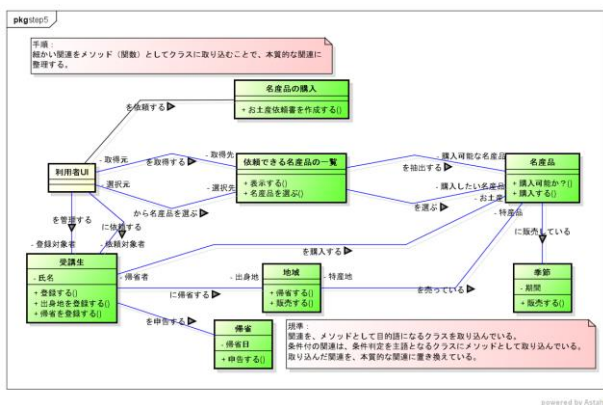 pkg step5
手順：
細かい関連をメソッド（関数）としてクラスに取り込むことで、本質的な関連に
整理する。
名産品の購入
+ お土産依頼書を作成する()
を依頼する
利用者UI
- 取得元
を取得する
- 取得先
- 選択元
から名産品を選ぶ
- 選択先
依頼できる名産品の一覧
+ 表示する()
+ 名産品を選ぶ()
- 購入可能な名産品
を抽出する
- 購入したい名産品
を選ぶ
- お土産
- 特産品
名産品
+ 購入可能か？()
+ 購入する()
を管理する
に依頼する
- 登録対象者
- 依頼対象者
に販売している
を購入する
受講生
- 氏名
+ 登録する()
+ 出身地を登録する()
+ 帰省を登録する()
- 帰省者
に帰省する
- 出身地
地域
+ 帰省する()
+ 販売する()
- 特産地
を売っている
季節
- 期間
+ 販売する()
を申告する
帰省
- 帰省日
+ 申告する()
規準：
関連を、メソッドとして目的語になるクラスを取り込んでいる。
条件付の関連は、条件判定を主語となるクラスにメソッドとして取り込んでいる。
取り込んだ関連を、本質的な関連に置き換えている。
powered by Astah